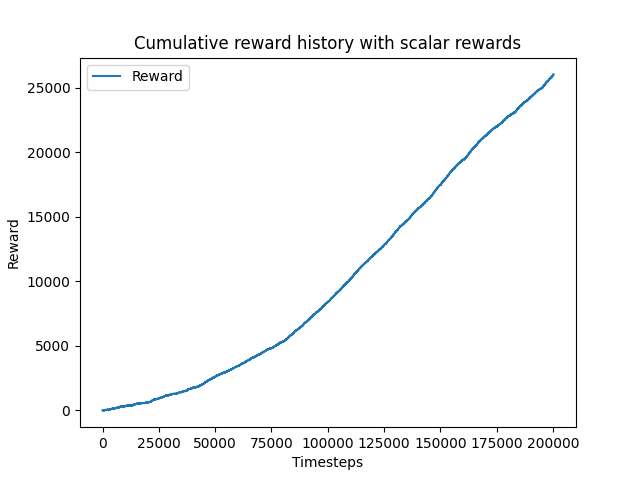 Cumulative reward history with scalar rewards
Reward
25000
20000
15000
10000
5000
0
Reward
0 25000 50000 75000 100000 125000 150000 175000 200000
Timesteps